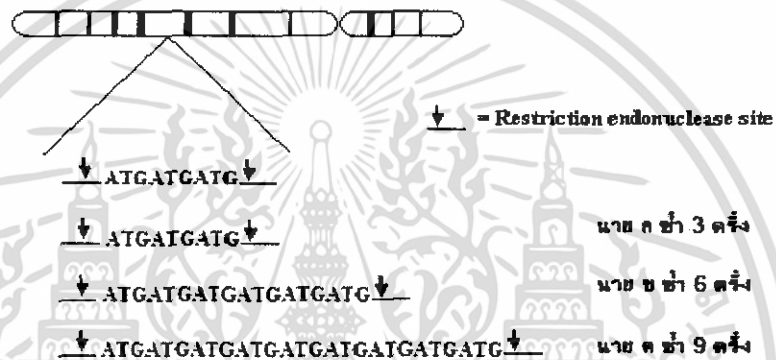 = Restriction endonuclease site
ATGATGATG
ATGATGATG
นาย ก ซ้ำ 3 ครั้ง
ATGATGATGATGATGATG
นาย ข ซ้ำ 6 ครั้ง
ATGATGATGATGATGATGATGATGATG
นาย ค ซ้ำ 9 ครั้ง